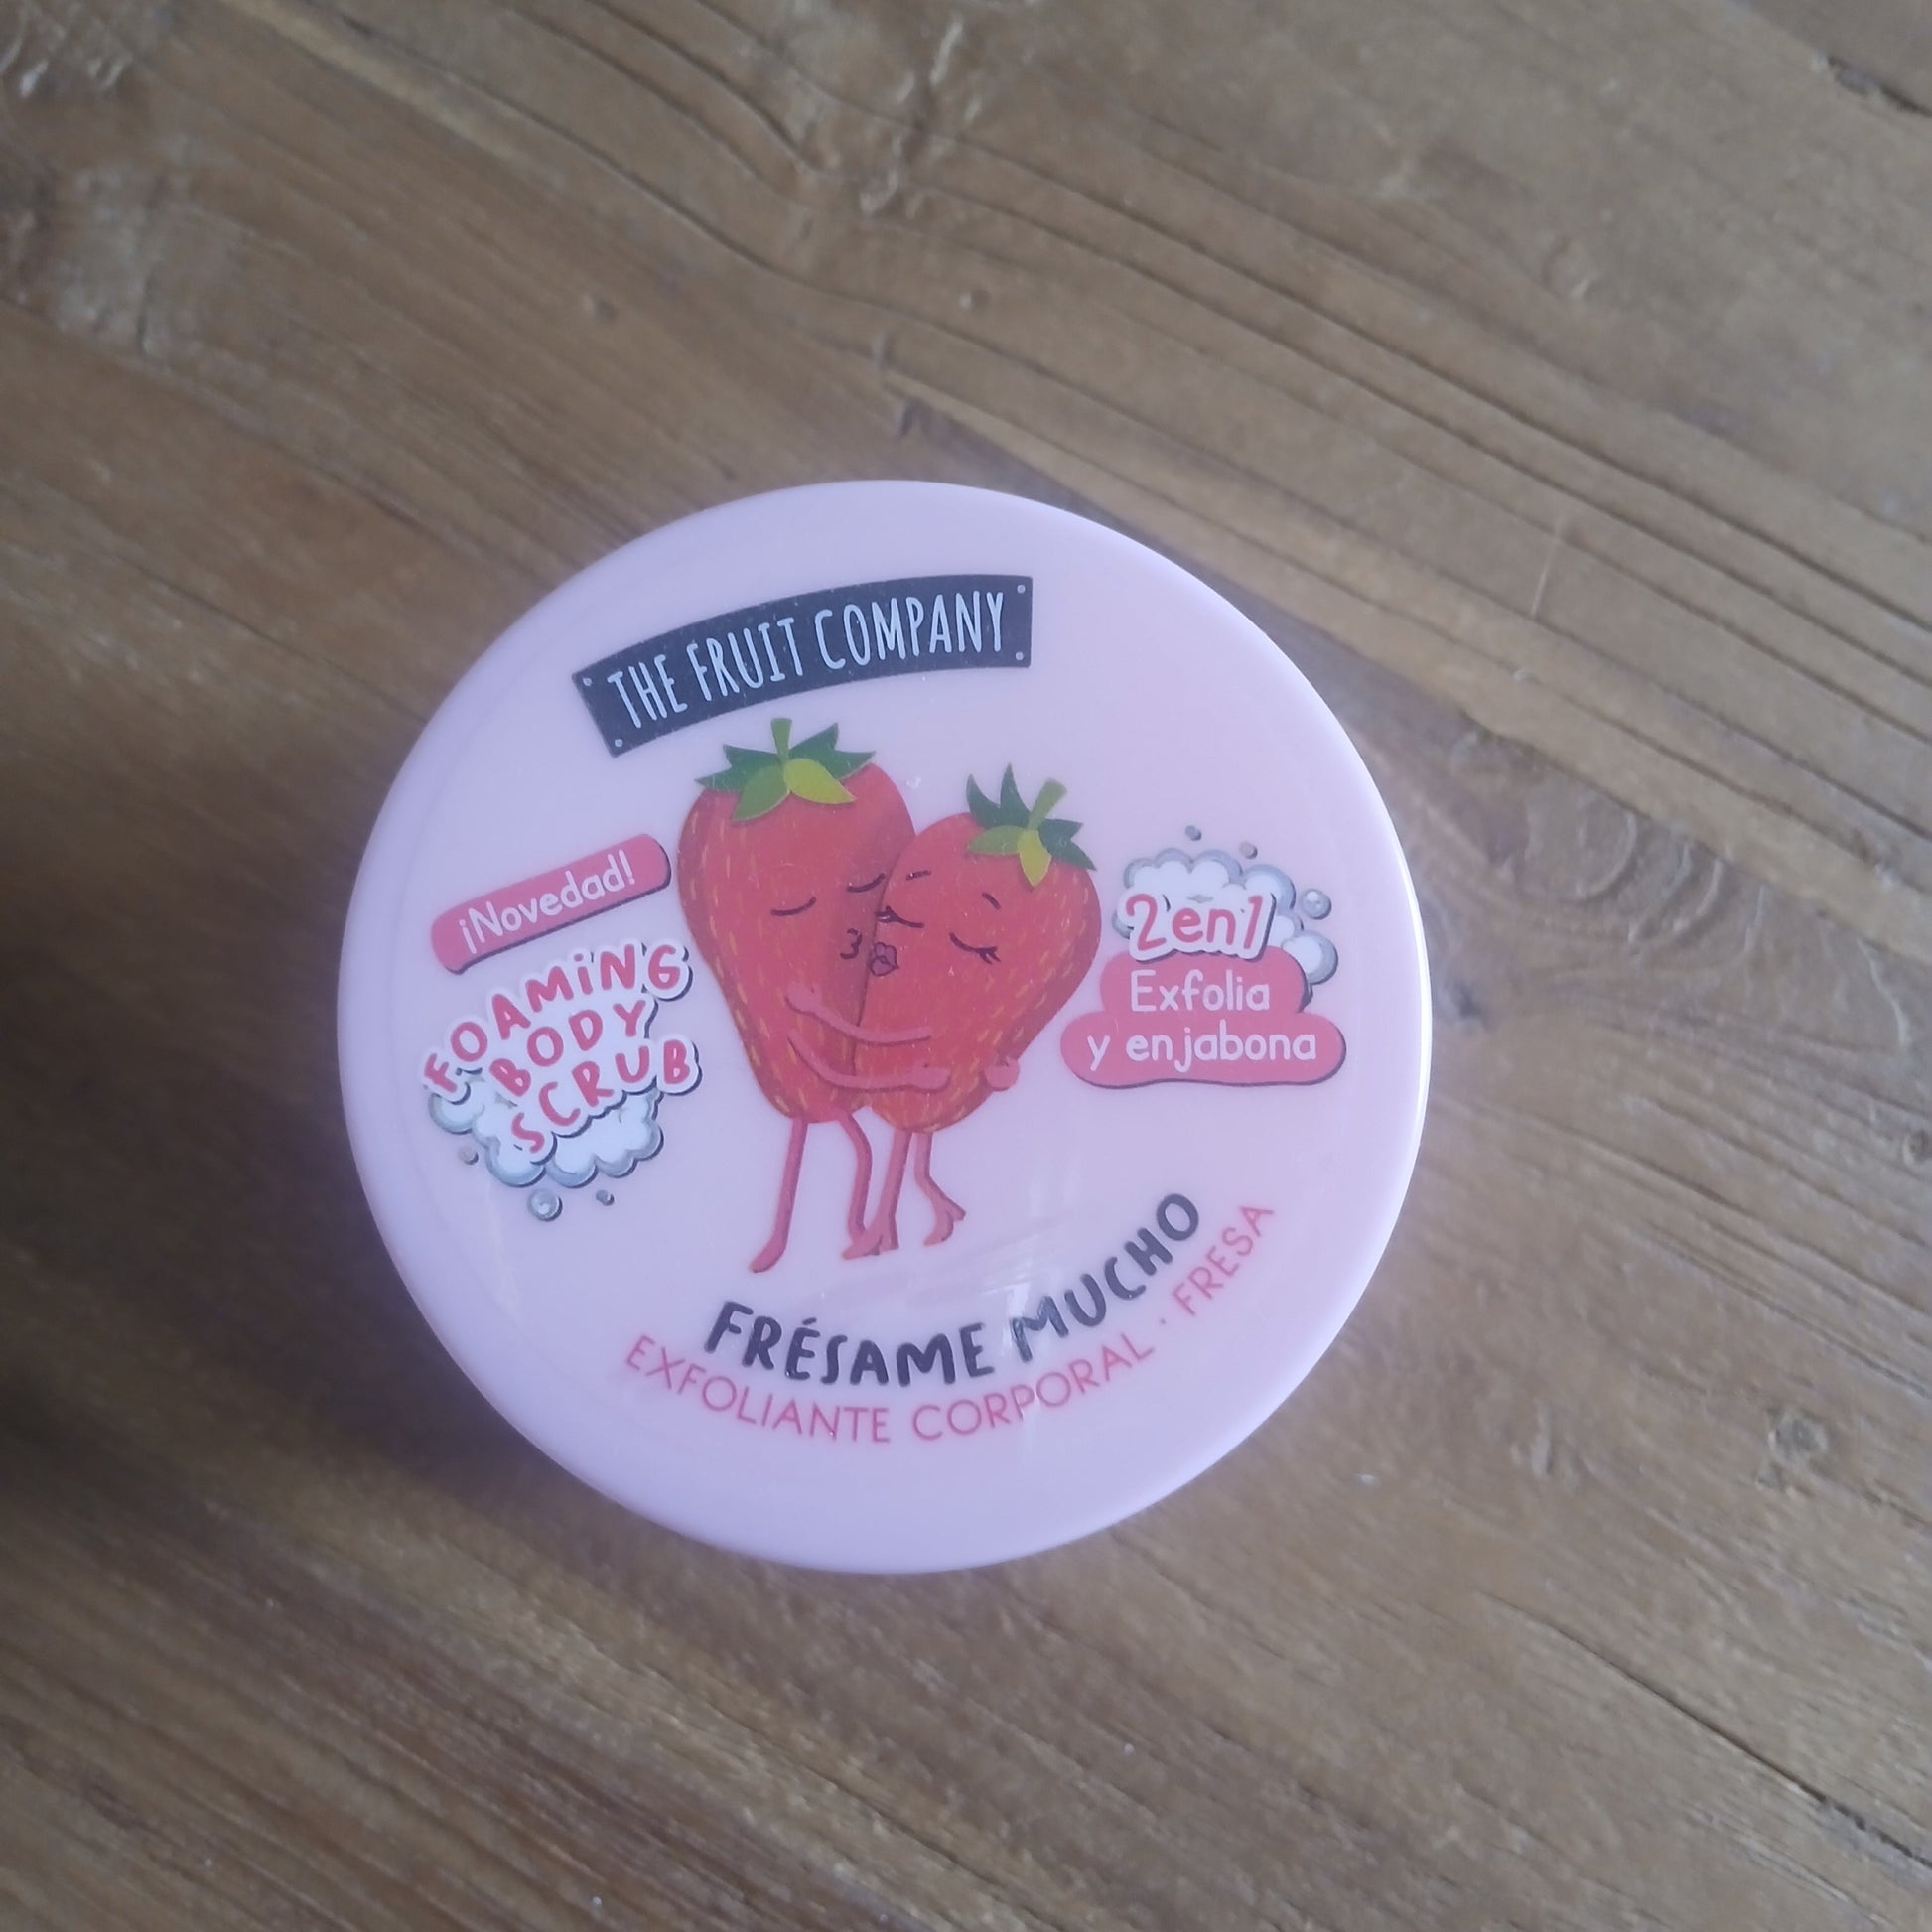 THE FRUIT COMPANY
¡Novedad!
FOAMiNG
BODY
SCRUB
2en1
Exfolia
y enjabona
FRÉSAME MUCHO
EXFOLIANTE CORPORAL · FRESA